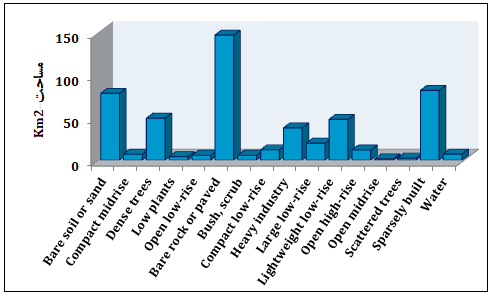 مساحت Km2
150
100
50
0
Bare soil or sand
Compact midrise
Dense trees
Low plants
Open low-rise
Bare rock or paved
Bush, scrub
Compact low-rise
Heavy industry
Large low-rise
Lightweight low-rise
Open high-rise
Open midrise
Scattered trees
Sparsely built
Water